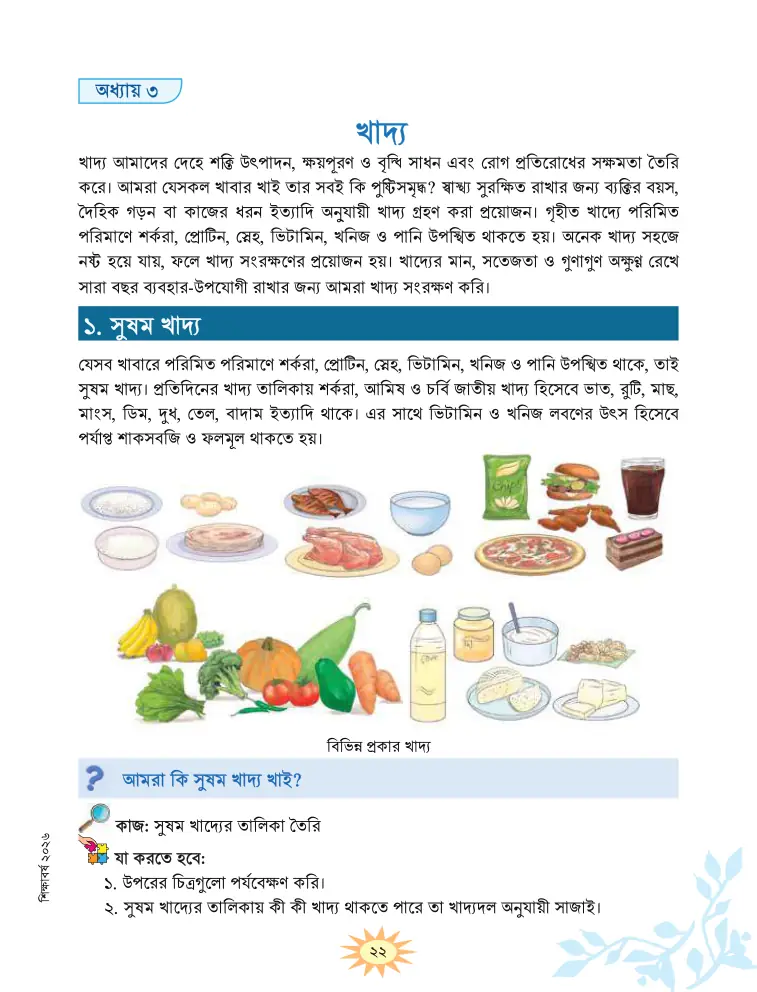 অধ্যায় ৩
খাদ্য
খাদ্য আমাদের দেহে শক্তি উৎপাদন, ক্ষয়পূরণ ও বৃদ্ধি সাধন এবং রোগ প্রতিরোধের সক্ষমতা তৈরি
করে। আমরা যেসকল খাবার খাই তার সবই কি পুষ্টিসমৃদ্ধ? স্বাস্থ্য সুরক্ষিত রাখার জন্য ব্যক্তির বয়স,
দৈহিক গড়ন বা কাজের ধরন ইত্যাদি অনুযায়ী খাদ্য গ্রহণ করা প্রয়োজন। গৃহীত খাদ্যে পরিমিত
পরিমাণে শর্করা, প্রোটিন, স্নেহ, ভিটামিন, খনিজ ও পানি উপস্থিত থাকতে হয়। অনেক খাদ্য সহজে
নষ্ট হয়ে যায়, ফলে খাদ্য সংরক্ষণের প্রয়োজন হয়। খাদ্যের মান, সতেজতা ও গুণাগুণ অক্ষুণ্ণ রেখে
সারা বছর ব্যবহার-উপযোগী রাখার জন্য আমরা খাদ্য সংরক্ষণ করি।
১. সুষম খাদ্য
যেসব খাবারে পরিমিত পরিমাণে শর্করা, প্রোটিন, স্নেহ, ভিটামিন, খনিজ ও পানি উপস্থিত থাকে, তাই
সুষম খাদ্য। প্রতিদিনের খাদ্য তালিকায় শর্করা, আমিষ ও চর্বি জাতীয় খাদ্য হিসেবে ভাত, রুটি, মাছ,
মাংস, ডিম, দুধ, তেল, বাদাম ইত্যাদি থাকে। এর সাথে ভিটামিন ও খনিজ লবণের উৎস হিসেবে
পর্যাপ্ত শাকসবজি ও ফলমূল থাকতে হয়।
Chips
বিভিন্ন প্রকার খাদ্য
? আমরা কি সুষম খাদ্য খাই?
কাজ: সুষম খাদ্যের তালিকা তৈরি
যা করতে হবে:
১. উপরের চিত্রগুলো পর্যবেক্ষণ করি।
২. সুষম খাদ্যের তালিকায় কী কী খাদ্য থাকতে পারে তা খাদ্যদল অনুযায়ী সাজাই।
শিক্ষাবর্ষ ২০২৬
২২